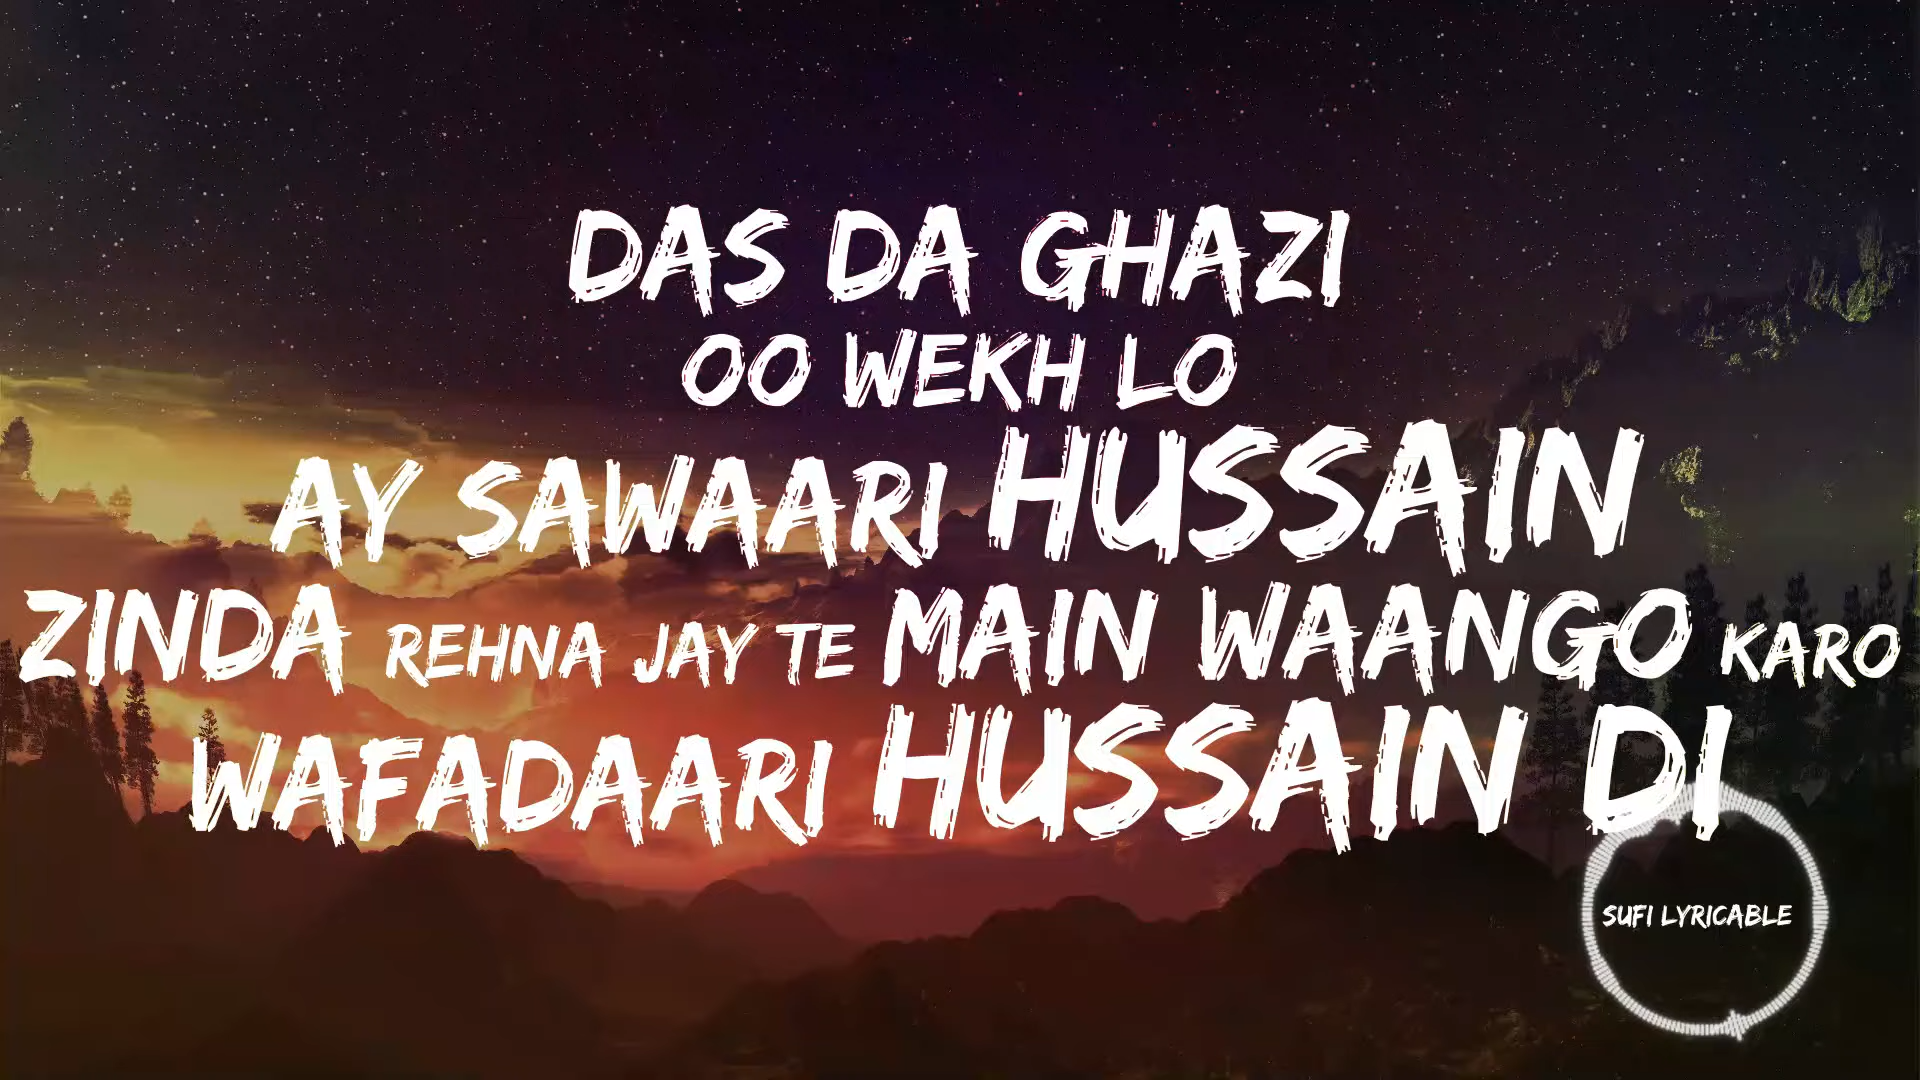 DAS DA GHAZI
OO WEKH LO
AY SAWAARI HUSSAIN
ZINDA REHNA JAY TE MAIN WAANGO KARO
WAFADAARI HUSSAIN DI
SUFI LYRICABLE